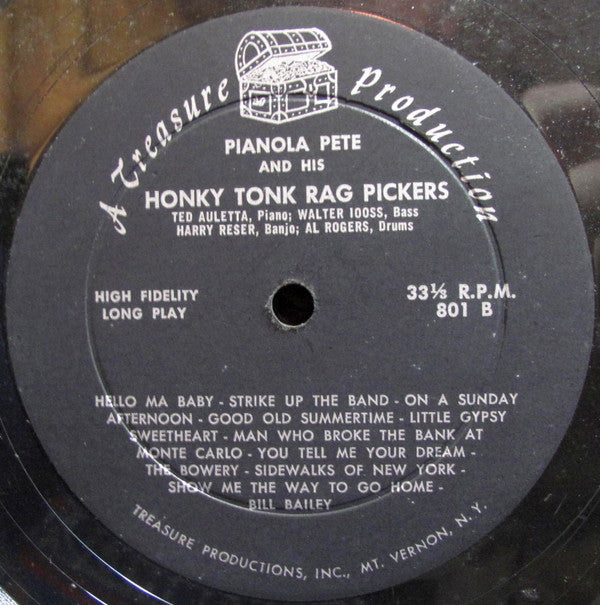 A Treasure Production
PIANOLA PETE
AND HIS
HONKY TONK RAG PICKERS
TED AULETTA, Piano; WALTER IOOSS, Bass
HARRY RESER, Banjo; AL ROGERS, Drums
HIGH FIDELITY
LONG PLAY
33⅓ R.P.M.
801 B
HELLO MA BABY - STRIKE UP THE BAND - ON A SUNDAY
AFTERNOON - GOOD OLD SUMMERTIME - LITTLE GYPSY
SWEETHEART - MAN WHO BROKE THE BANK AT
MONTE CARLO - YOU TELL ME YOUR DREAM -
THE BOWERY - SIDEWALKS OF NEW YORK -
SHOW ME THE WAY TO GO HOME -
BILL BAILEY
TREASURE PRODUCTIONS, INC., MT. VERNON, N. Y.